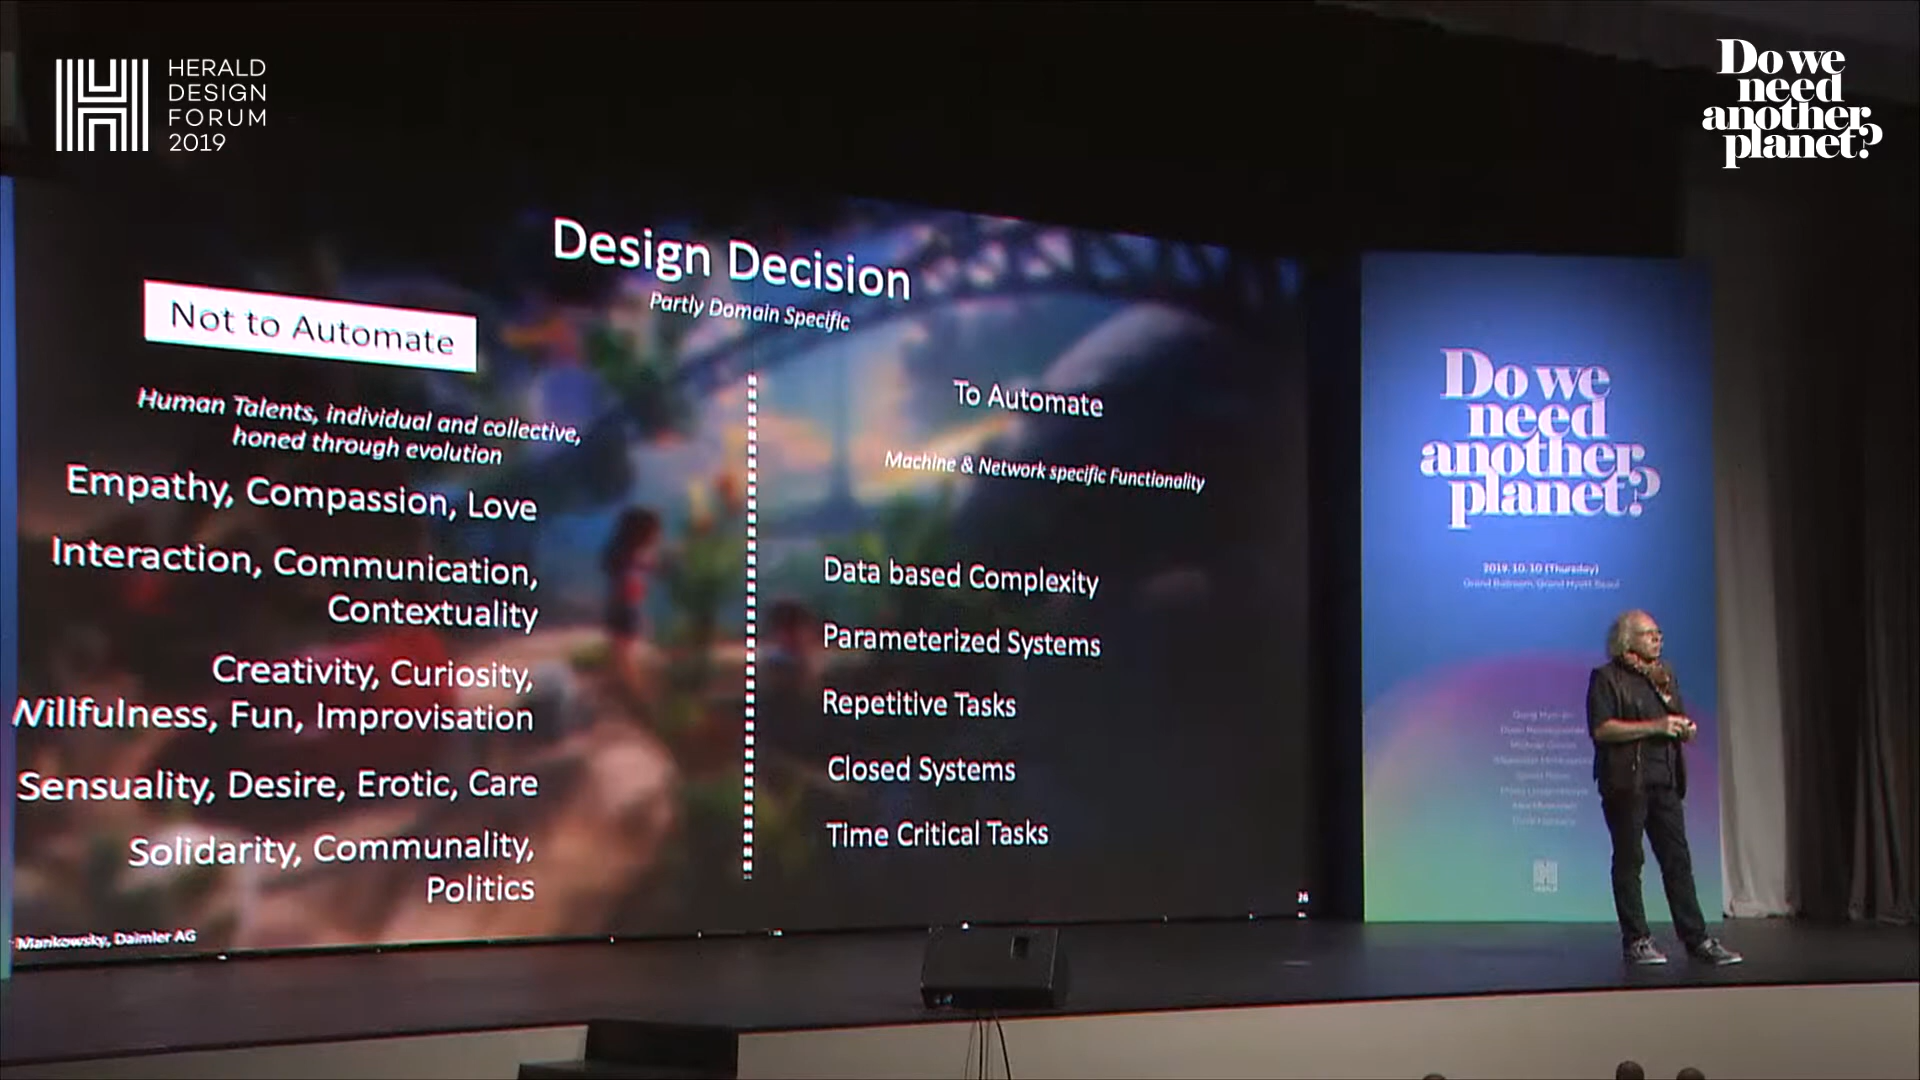 HERALD
DESIGN
FORUM
2019
Do we
need
another
planet?
Design Decision
Partly Domain Specific
Not to Automate
Human Talents, individual and collective,
honed through evolution
Empathy, Compassion, Love
Interaction, Communication,
Contextuality
Creativity, Curiosity,
Willfulness, Fun, Improvisation
Sensuality, Desire, Erotic, Care
Solidarity, Communality,
Politics
Mankowsky, Daimler AG
To Automate
Machine & Network specific Functionality
Data based Complexity
Parameterized Systems
Repetitive Tasks
Closed Systems
Time Critical Tasks
26
Do we
need
another
planet?
2019. 10. 10 (Thursday)
Grand Ballroom, Grand Hyatt Seoul
HERALD